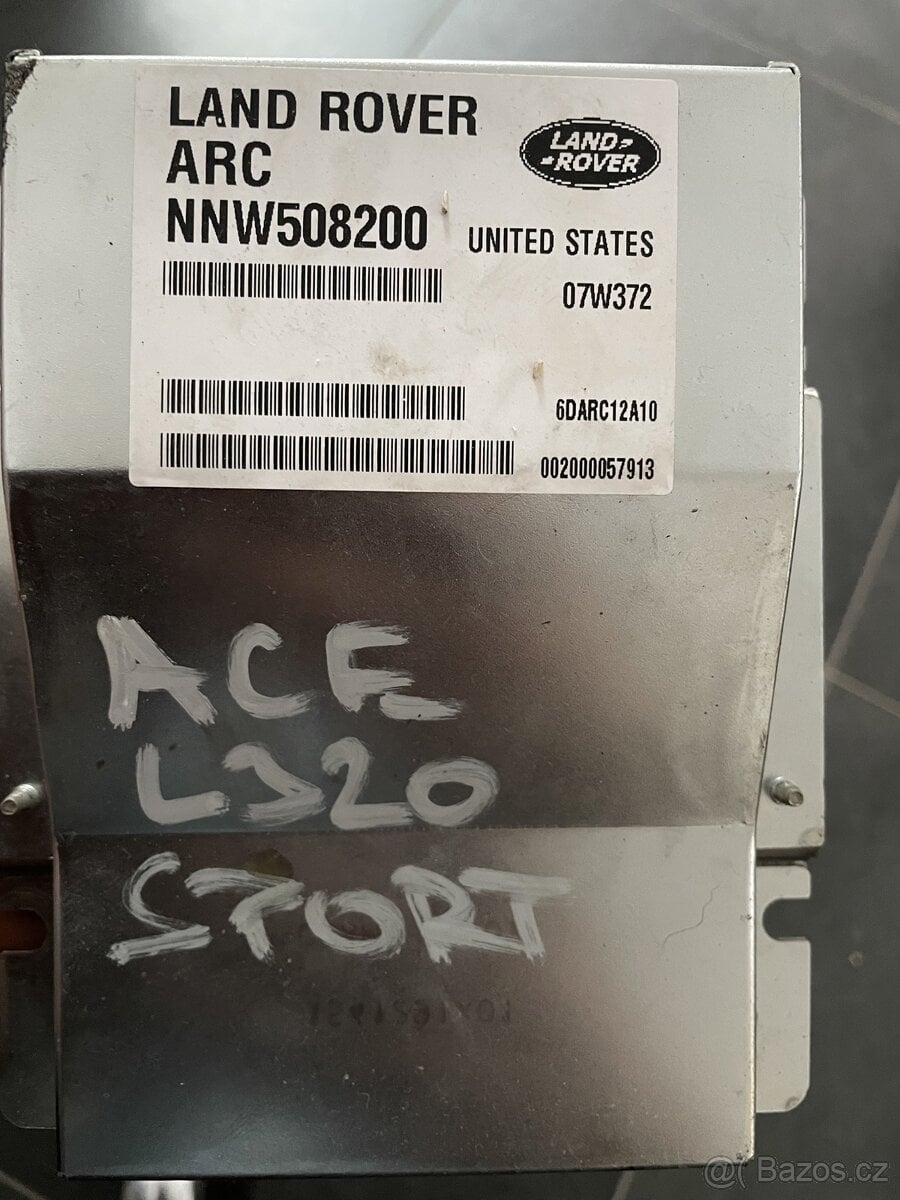 LAND ROVER
LAND
ROVER
ARC
NNW508200
UNITED STATES
07W372
6DARC12A10
002000057913
ACE
L320
SPORT
@( Bazos.cz